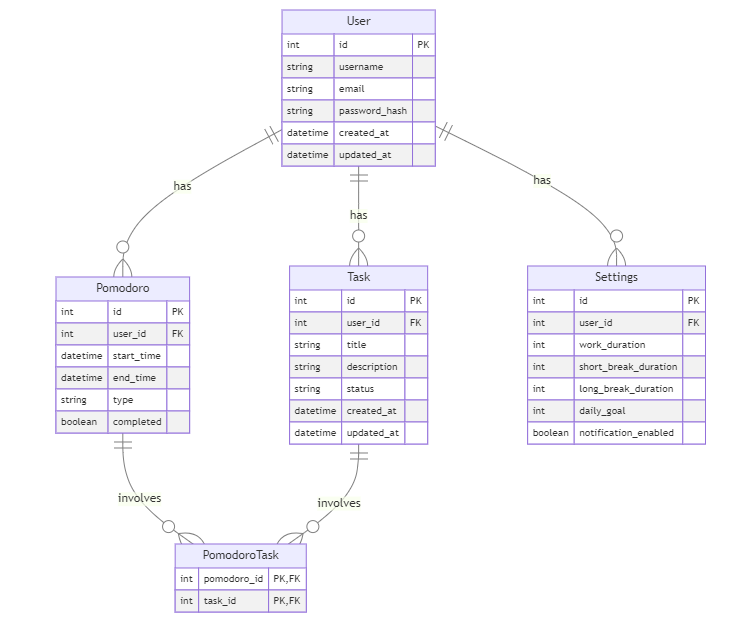 User
int id PK
string username
string email
string password_hash
datetime created_at
datetime updated_at
has
has
has
Pomodoro
int id PK
int user_id FK
datetime start_time
datetime end_time
string type
boolean completed
Task
int id PK
int user_id FK
string title
string description
string status
datetime created_at
datetime updated_at
Settings
int id PK
int user_id FK
int work_duration
int short_break_duration
int long_break_duration
int daily_goal
boolean notification_enabled
involves
involves
PomodoroTask
int pomodoro_id PK,FK
int task_id PK,FK